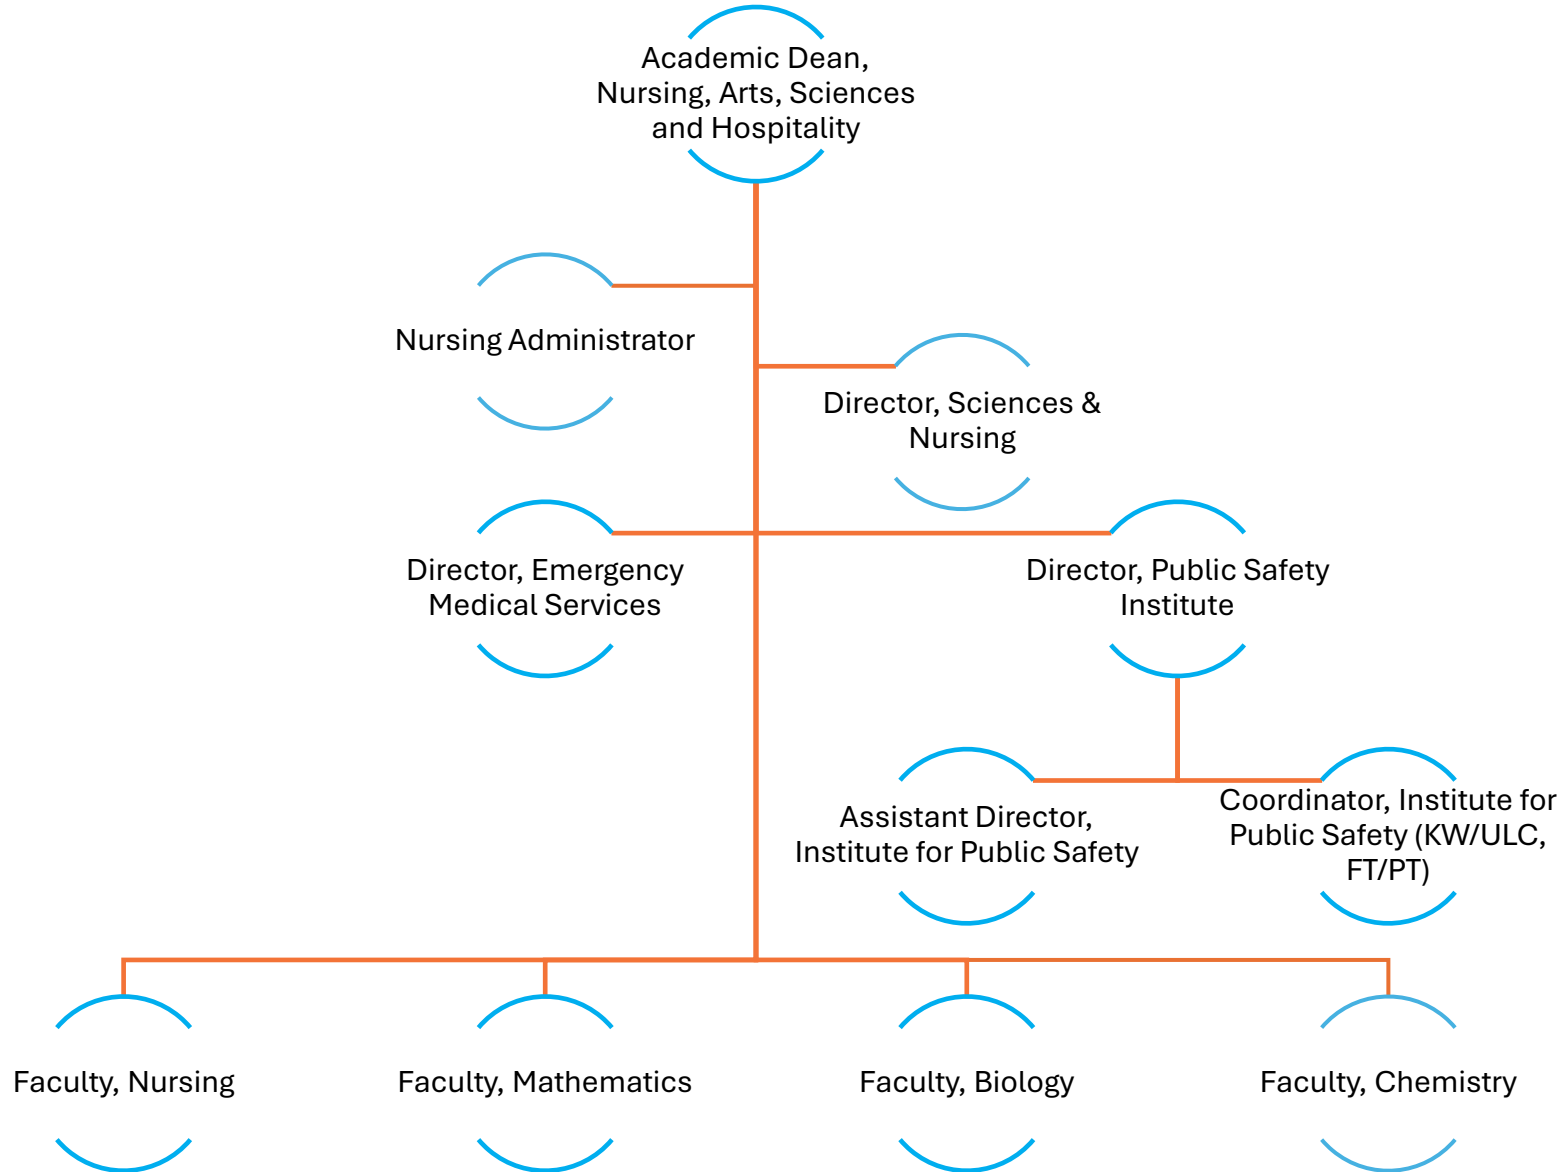 Academic Dean,
Nursing, Arts, Sciences
and Hospitality
Nursing Administrator
Director, Sciences &
Nursing
Director, Emergency
Medical Services
Director, Public Safety
Institute
Assistant Director,
Institute for Public Safety
Coordinator, Institute for
Public Safety (KW/ULC,
FT/PT)
Faculty, Nursing
Faculty, Mathematics
Faculty, Biology
Faculty, Chemistry